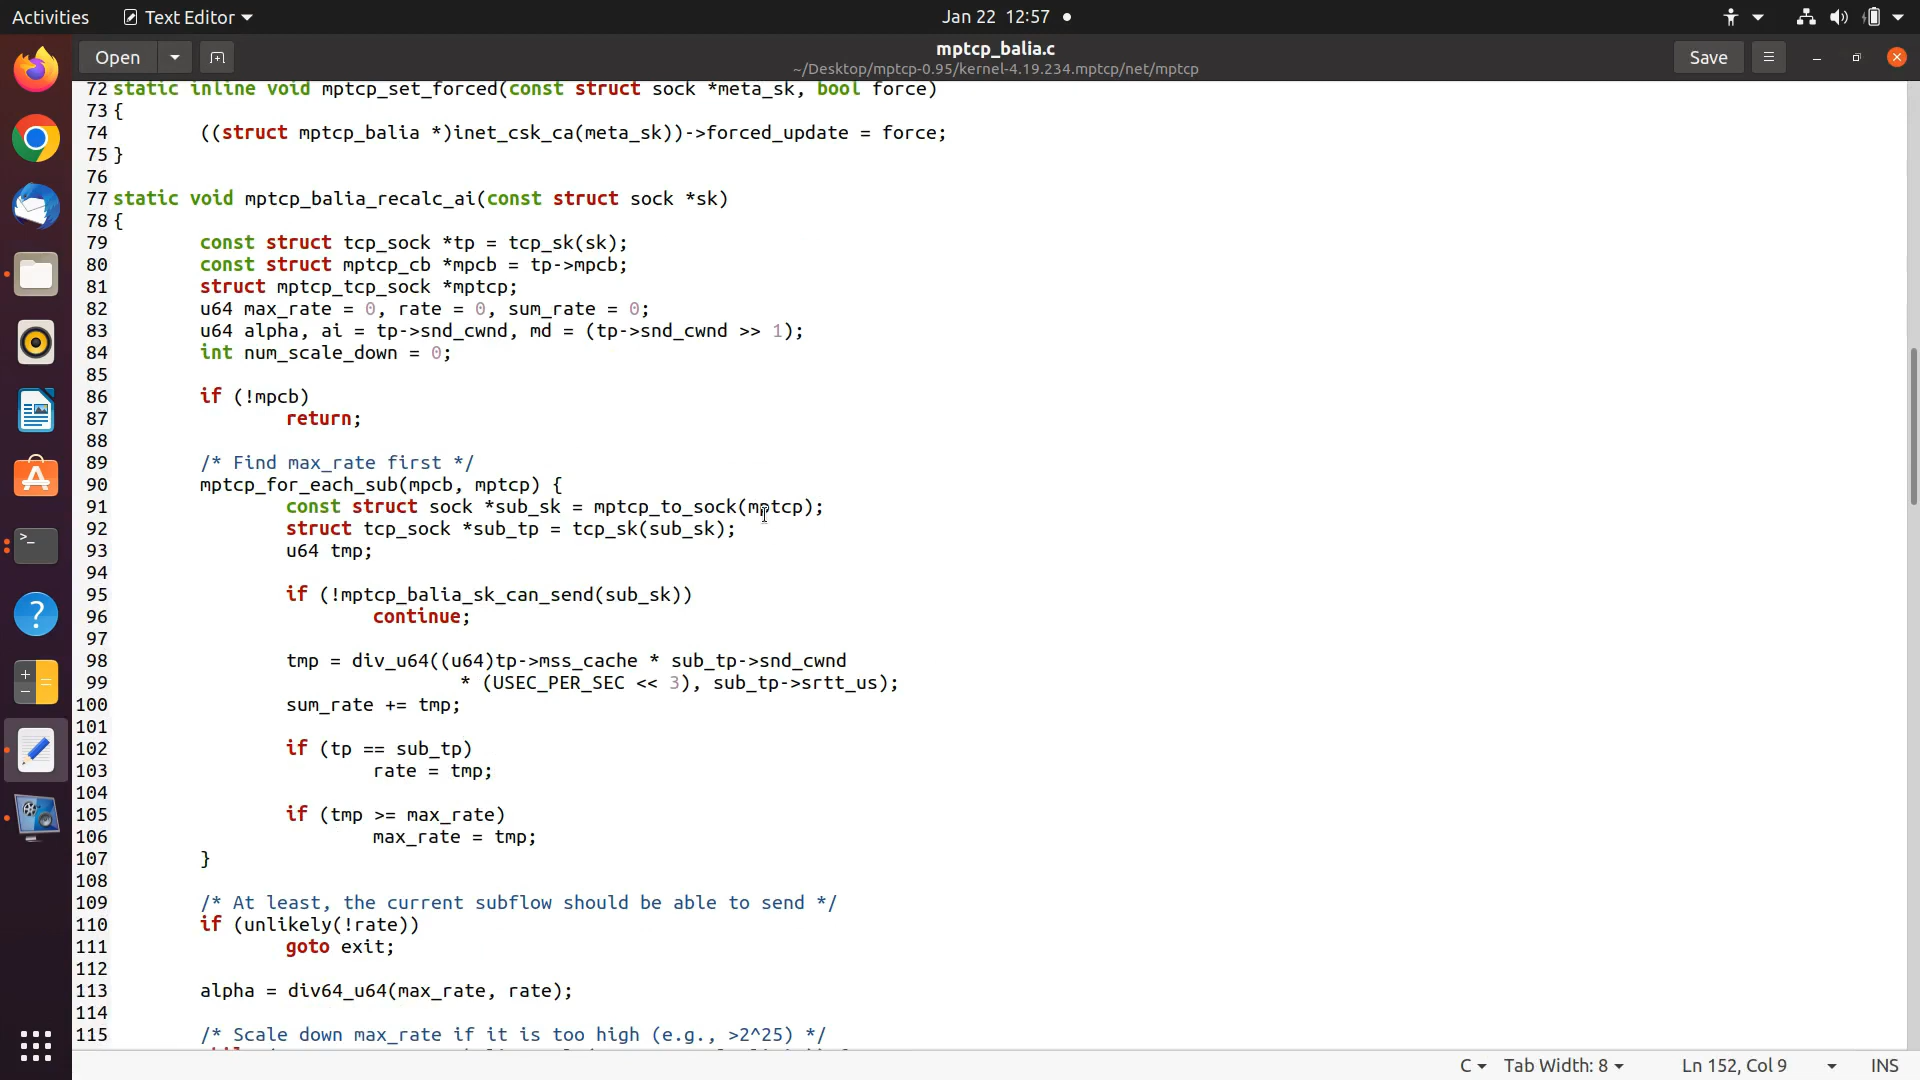 Activities Text Editor Jan 22 12:57
Open mptcp_balia.c Save
~/Desktop/mptcp-0.95/kernel-4.19.234.mptcp/net/mptcp
72 static inline void mptcp_set_forced(const struct sock *meta_sk, bool force)
73 {
74 ((struct mptcp_balia *)inet_csk_ca(meta_sk))->forced_update = force;
75 }
76
77 static void mptcp_balia_recalc_ai(const struct sock *sk)
78 {
79 const struct tcp_sock *tp = tcp_sk(sk);
80 const struct mptcp_cb *mpcb = tp->mpcb;
81 struct mptcp_tcp_sock *mptcp;
82 u64 max_rate = 0, rate = 0, sum_rate = 0;
83 u64 alpha, ai = tp->snd_cwnd, md = (tp->snd_cwnd >> 1);
84 int num_scale_down = 0;
85
86 if (!mpcb)
87 return;
88
89 /* Find max_rate first */
90 mptcp_for_each_sub(mpcb, mptcp) {
91 const struct sock *sub_sk = mptcp_to_sock(mptcp);
92 struct tcp_sock *sub_tp = tcp_sk(sub_sk);
93 u64 tmp;
94
95 if (!mptcp_balia_sk_can_send(sub_sk))
96 continue;
97
98 tmp = div_u64((u64)tp->mss_cache * sub_tp->snd_cwnd
99 * (USEC_PER_SEC << 3), sub_tp->srtt_us);
100 sum_rate += tmp;
101
102 if (tp == sub_tp)
103 rate = tmp;
104
105 if (tmp >= max_rate)
106 max_rate = tmp;
107 }
108
109 /* At least, the current subflow should be able to send */
110 if (unlikely(!rate))
111 goto exit;
112
113 alpha = div64_u64(max_rate, rate);
114
115 /* Scale down max_rate if it is too high (e.g., >2^25) */
C Tab Width: 8 Ln 152, Col 9 INS